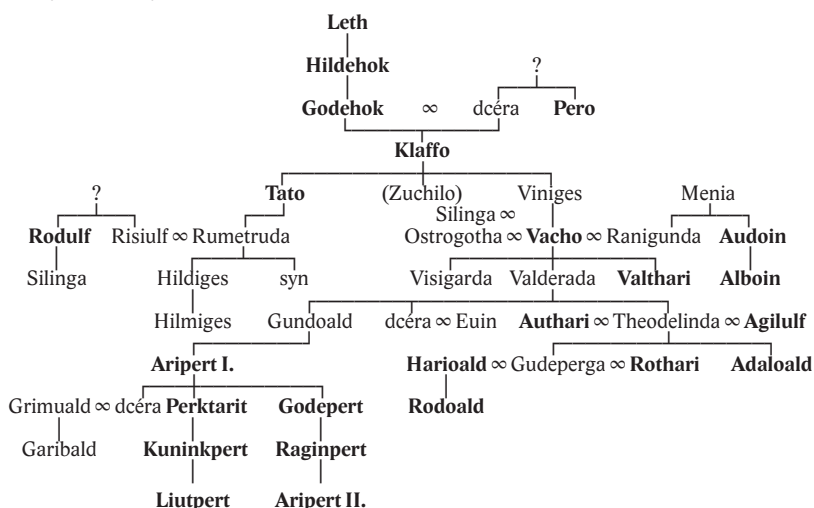 Leth
Hildehok ?
Godehok ∞ dcéra Pero
Klaffo
? Tato (Zuchilo) Viniges Menia
Silinga ∞
Rodulf Risiulf ∞ Rumetruda Ostrogotha ∞ Vacho ∞ Ranigunda Audoin
Silinga Hildiges syn Visigarda Valderada Valthari Alboin
Hilmiges Gundoald dcéra ∞ Euin Authari ∞ Theodelinda ∞ Agilulf
Aripert I. Harioald ∞ Gudeperga ∞ Rothari Adaloald
Grimuald ∞ dcéra Perktarit Godepert Rodoald
Garibald Kuninkpert Raginpert
Liutpert Aripert II.